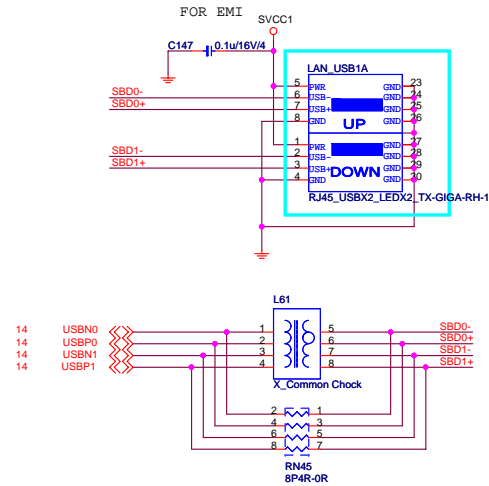 FOR EMI
SVCC1
C147 0.1u/16V/4
LAN_USB1A
5 PWR GND 23
SBD0- 6 USB- GND 24
SBD0+ 7 USB+ GND 25
8 GND GND 26
UP
1 PWR GND 27
SBD1- 2 USB- GND 28
SBD1+ 3 USB+ GND 29
4 GND GND 30
DOWN
RJ45_USBX2_LEDX2_TX-GIGA-RH-1
L61
14 USBN0 1 5 SBD0-
14 USBP0 2 6 SBD0+
14 USBN1 3 7 SBD1-
14 USBP1 4 8 SBD1+
X_Common Chock
2 1
4 3
6 5
8 7
RN45
8P4R-0R